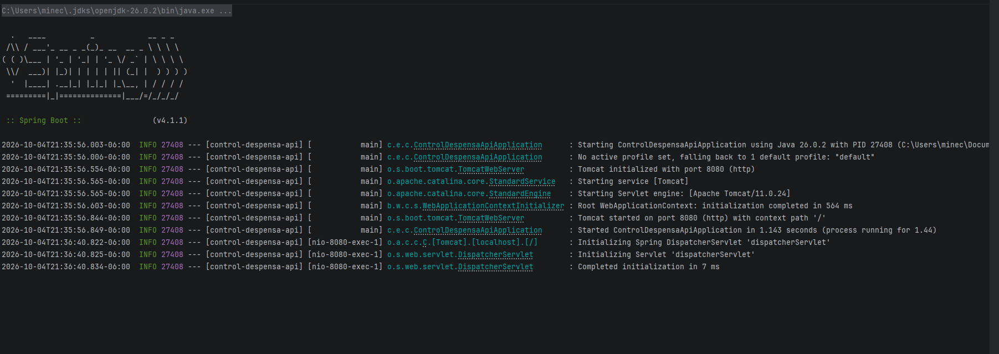 C:\Users\minec\.jdks\openjdk-26.0.2\bin\java.exe ...

  .   ____          _            __ _ _
 /\\ / ___'_ __ _ _(_)_ __  __ _ \ \ \ \
( ( )\___ | '_ | '_| | '_ \/ _` | \ \ \ \
 \\/  ___)| |_)| | | | | || (_| |  ) ) ) )
  '  |____| .__|_| |_|_| |_\__, | / / / /
 =========|_|==============|___/=/_/_/_/

 :: Spring Boot ::                (v4.1.1)

2026-10-04T21:35:56.003-06:00  INFO 27408 --- [control-despensa-api] [           main] c.e.c.ControlDespensaApiApplication      : Starting ControlDespensaApiApplication using Java 26.0.2 with PID 27408 (C:\Users\minec\Docum
2026-10-04T21:35:56.006-06:00  INFO 27408 --- [control-despensa-api] [           main] c.e.c.ControlDespensaApiApplication      : No active profile set, falling back to 1 default profile: "default"
2026-10-04T21:35:56.554-06:00  INFO 27408 --- [control-despensa-api] [           main] o.s.boot.tomcat.TomcatWebServer          : Tomcat initialized with port 8080 (http)
2026-10-04T21:35:56.565-06:00  INFO 27408 --- [control-despensa-api] [           main] o.apache.catalina.core.StandardService   : Starting service [Tomcat]
2026-10-04T21:35:56.565-06:00  INFO 27408 --- [control-despensa-api] [           main] o.apache.catalina.core.StandardEngine    : Starting Servlet engine: [Apache Tomcat/11.0.24]
2026-10-04T21:35:56.603-06:00  INFO 27408 --- [control-despensa-api] [           main] b.w.c.s.WebApplicationContextInitializer : Root WebApplicationContext: initialization completed in 564 ms
2026-10-04T21:35:56.844-06:00  INFO 27408 --- [control-despensa-api] [           main] o.s.boot.tomcat.TomcatWebServer          : Tomcat started on port 8080 (http) with context path '/'
2026-10-04T21:35:56.849-06:00  INFO 27408 --- [control-despensa-api] [           main] c.e.c.ControlDespensaApiApplication      : Started ControlDespensaApiApplication in 1.143 seconds (process running for 1.44)
2026-10-04T21:36:40.822-06:00  INFO 27408 --- [control-despensa-api] [nio-8080-exec-1] o.a.c.c.C.[Tomcat].[localhost].[/]       : Initializing Spring DispatcherServlet 'dispatcherServlet'
2026-10-04T21:36:40.825-06:00  INFO 27408 --- [control-despensa-api] [nio-8080-exec-1] o.s.web.servlet.DispatcherServlet        : Initializing Servlet 'dispatcherServlet'
2026-10-04T21:36:40.834-06:00  INFO 27408 --- [control-despensa-api] [nio-8080-exec-1] o.s.web.servlet.DispatcherServlet        : Completed initialization in 7 ms